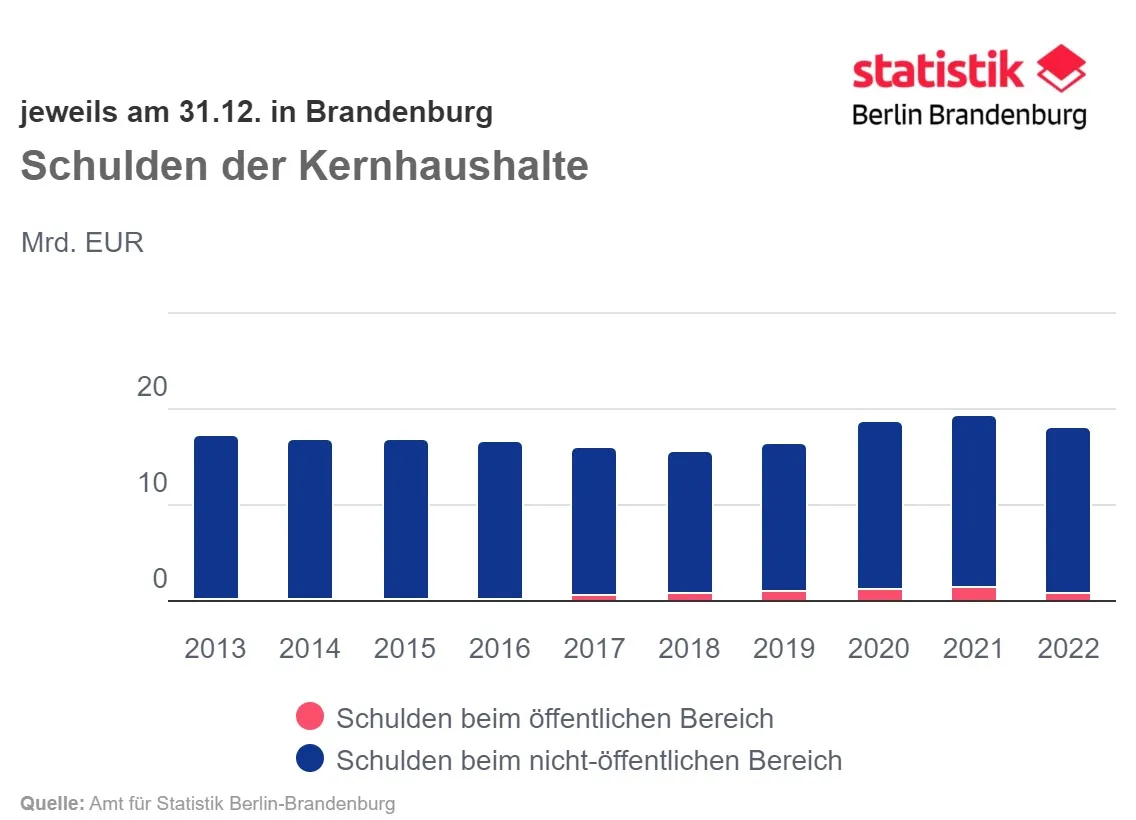 statistik
Berlin Brandenburg
jeweils am 31.12. in Brandenburg
Schulden der Kernhaushalte
Mrd. EUR
20
10
0
2013 2014 2015 2016 2017 2018 2019 2020 2021 2022
Schulden beim öffentlichen Bereich
Schulden beim nicht-öffentlichen Bereich
Quelle: Amt für Statistik Berlin-Brandenburg